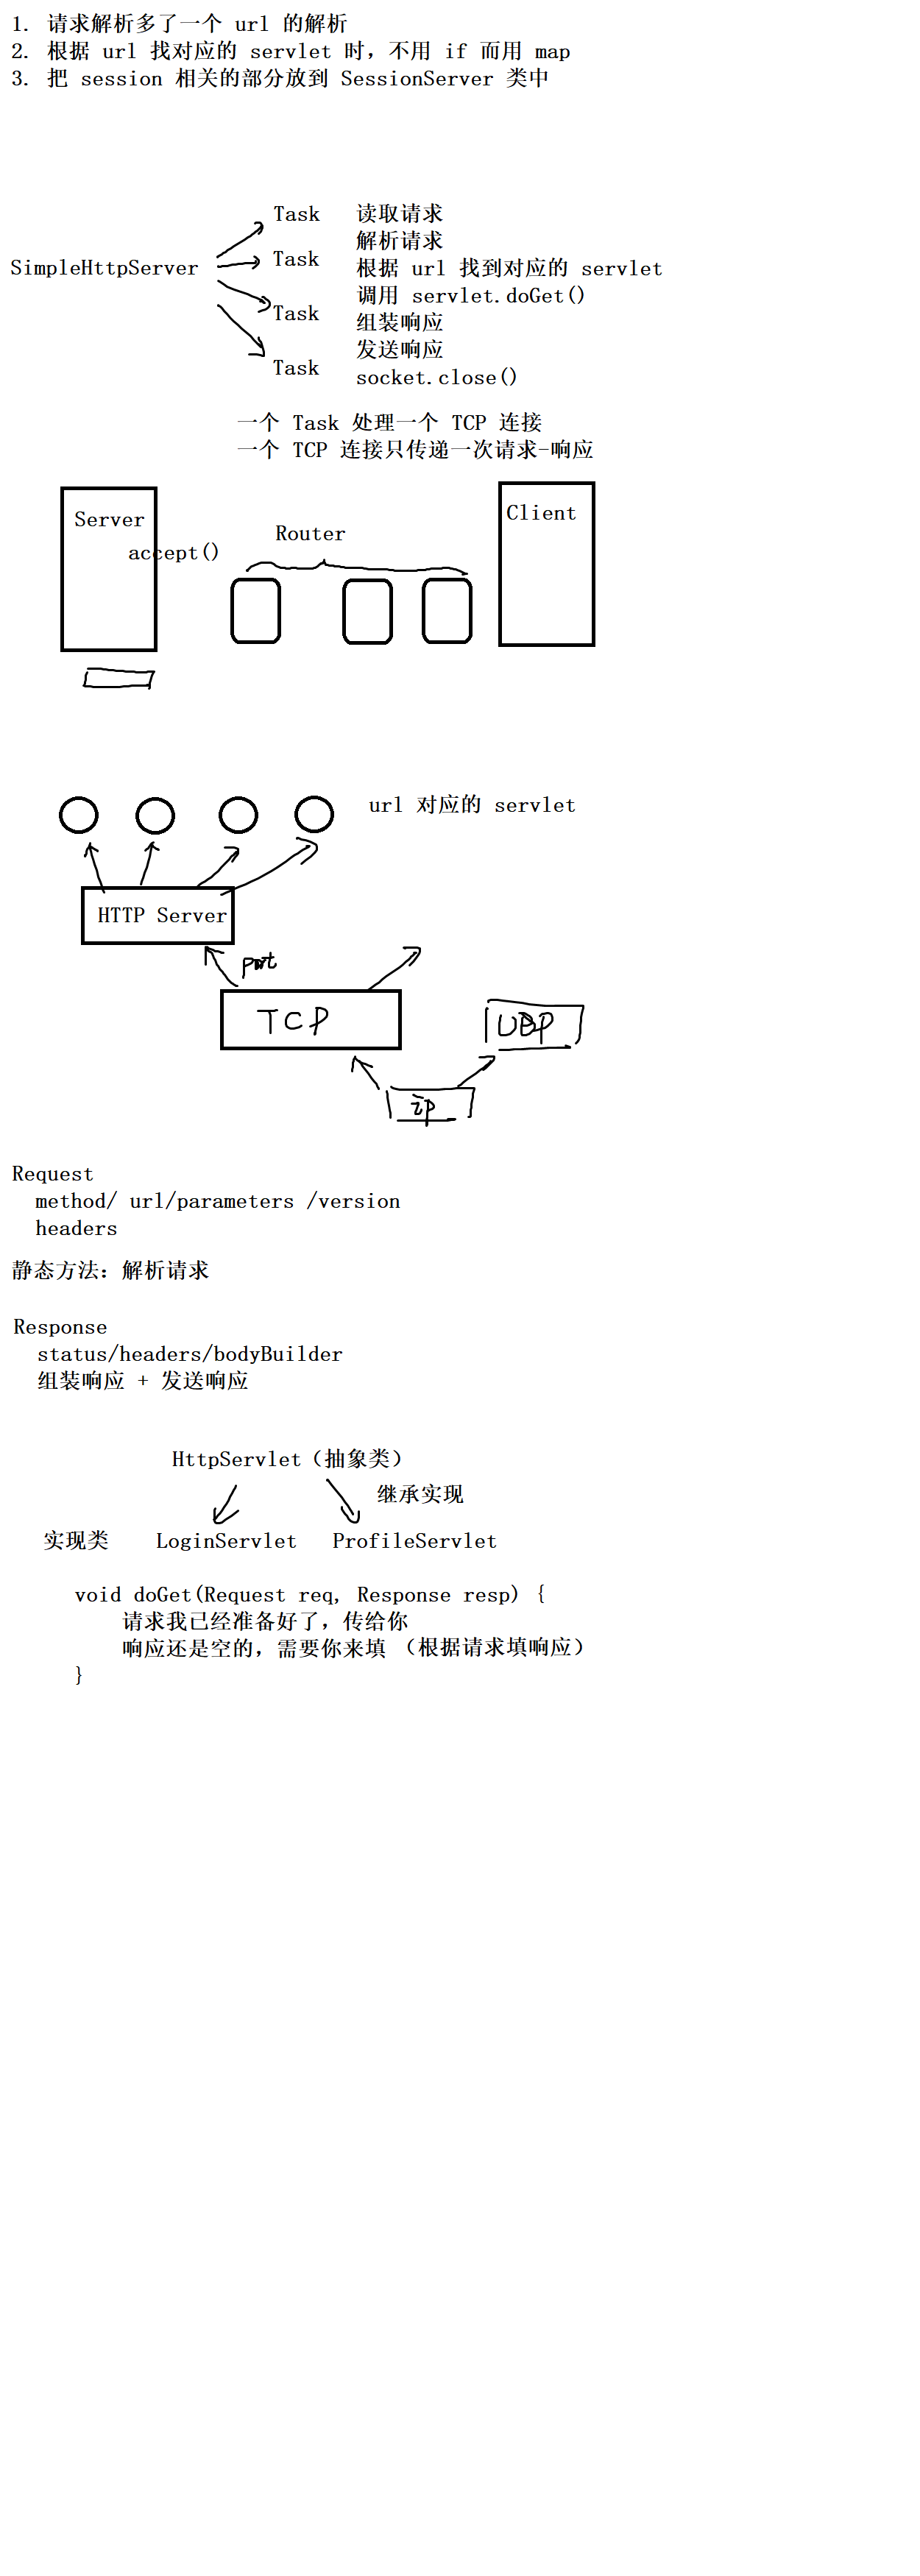 1. 请求解析多了一个 url 的解析
2. 根据 url 找对应的 servlet 时，不用 if 而用 map
3. 把 session 相关的部分放到 SessionServer 类中
SimpleHttpServer
Task
Task
Task
Task
读取请求
解析请求
根据 url 找到对应的 servlet
调用 servlet.doGet()
组装响应
发送响应
socket.close()
一个 Task 处理一个 TCP 连接
一个 TCP 连接只传递一次请求-响应
Server
accept()
Router
Client
url 对应的 servlet
HTTP Server
port
TCP
UDP
ip
Request
method/ url/parameters /version
headers
静态方法：解析请求
Response
status/headers/bodyBuilder
组装响应 + 发送响应
HttpServlet（抽象类）
继承实现
实现类 LoginServlet ProfileServlet
void doGet(Request req, Response resp) {
请求我已经准备好了，传给你
响应还是空的，需要你来填 （根据请求填响应）
}